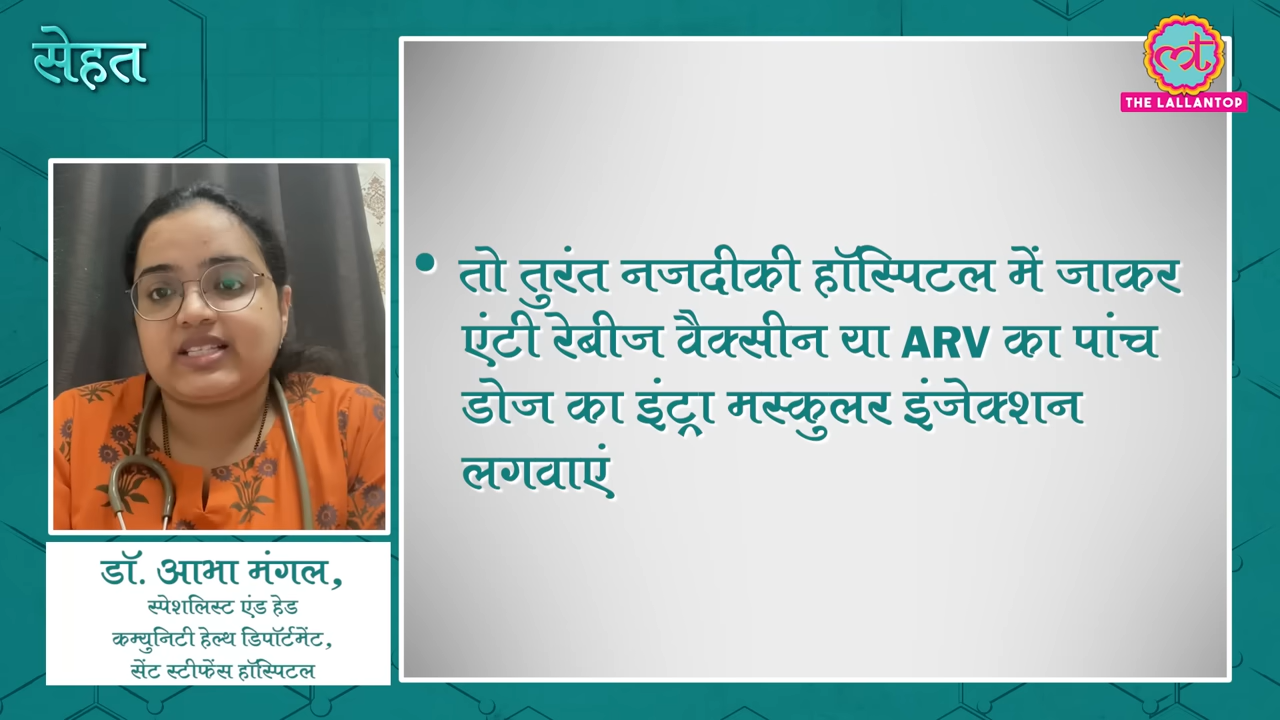 सेहत
THE LALLANTOP
• तो तुरंत नजदीकी हॉस्पिटल में जाकर
एंटी रेबीज वैक्सीन या ARV का पांच
डोज का इंट्रा मस्कुलर इंजेक्शन
लगवाएं
डॉ. आभा मंगल,
स्पेशलिस्ट एंड हेड
कम्युनिटी हेल्थ डिपॉर्टमेंट,
सेंट स्टीफेंस हॉस्पिटल